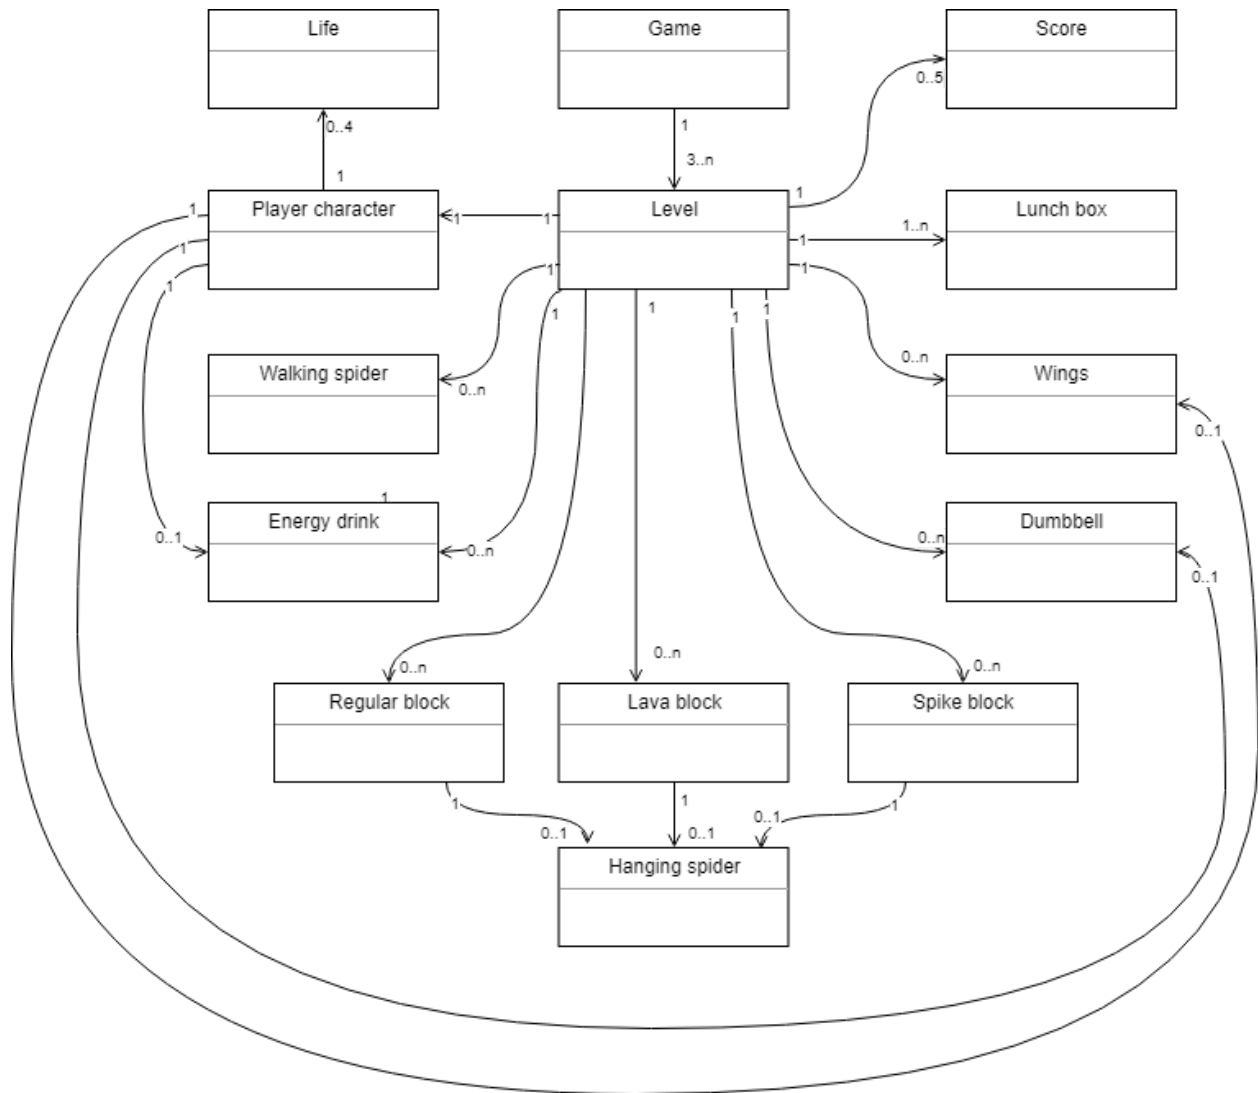 Life
Game
Score
0..5
0..4
1
3..n
1
1
Player character
1
1
1
Level
1
1..n
Lunch box
1
1
1
1
1
1
1
1
1
Walking spider
0..n
0..n
Wings
0..1
1
Energy drink
0..1
0..n
Dumbbell
0..n
0..1
0..n
0..n
0..n
Regular block
Lava block
Spike block
1
1
1
0..1
0..1
0..1
Hanging spider